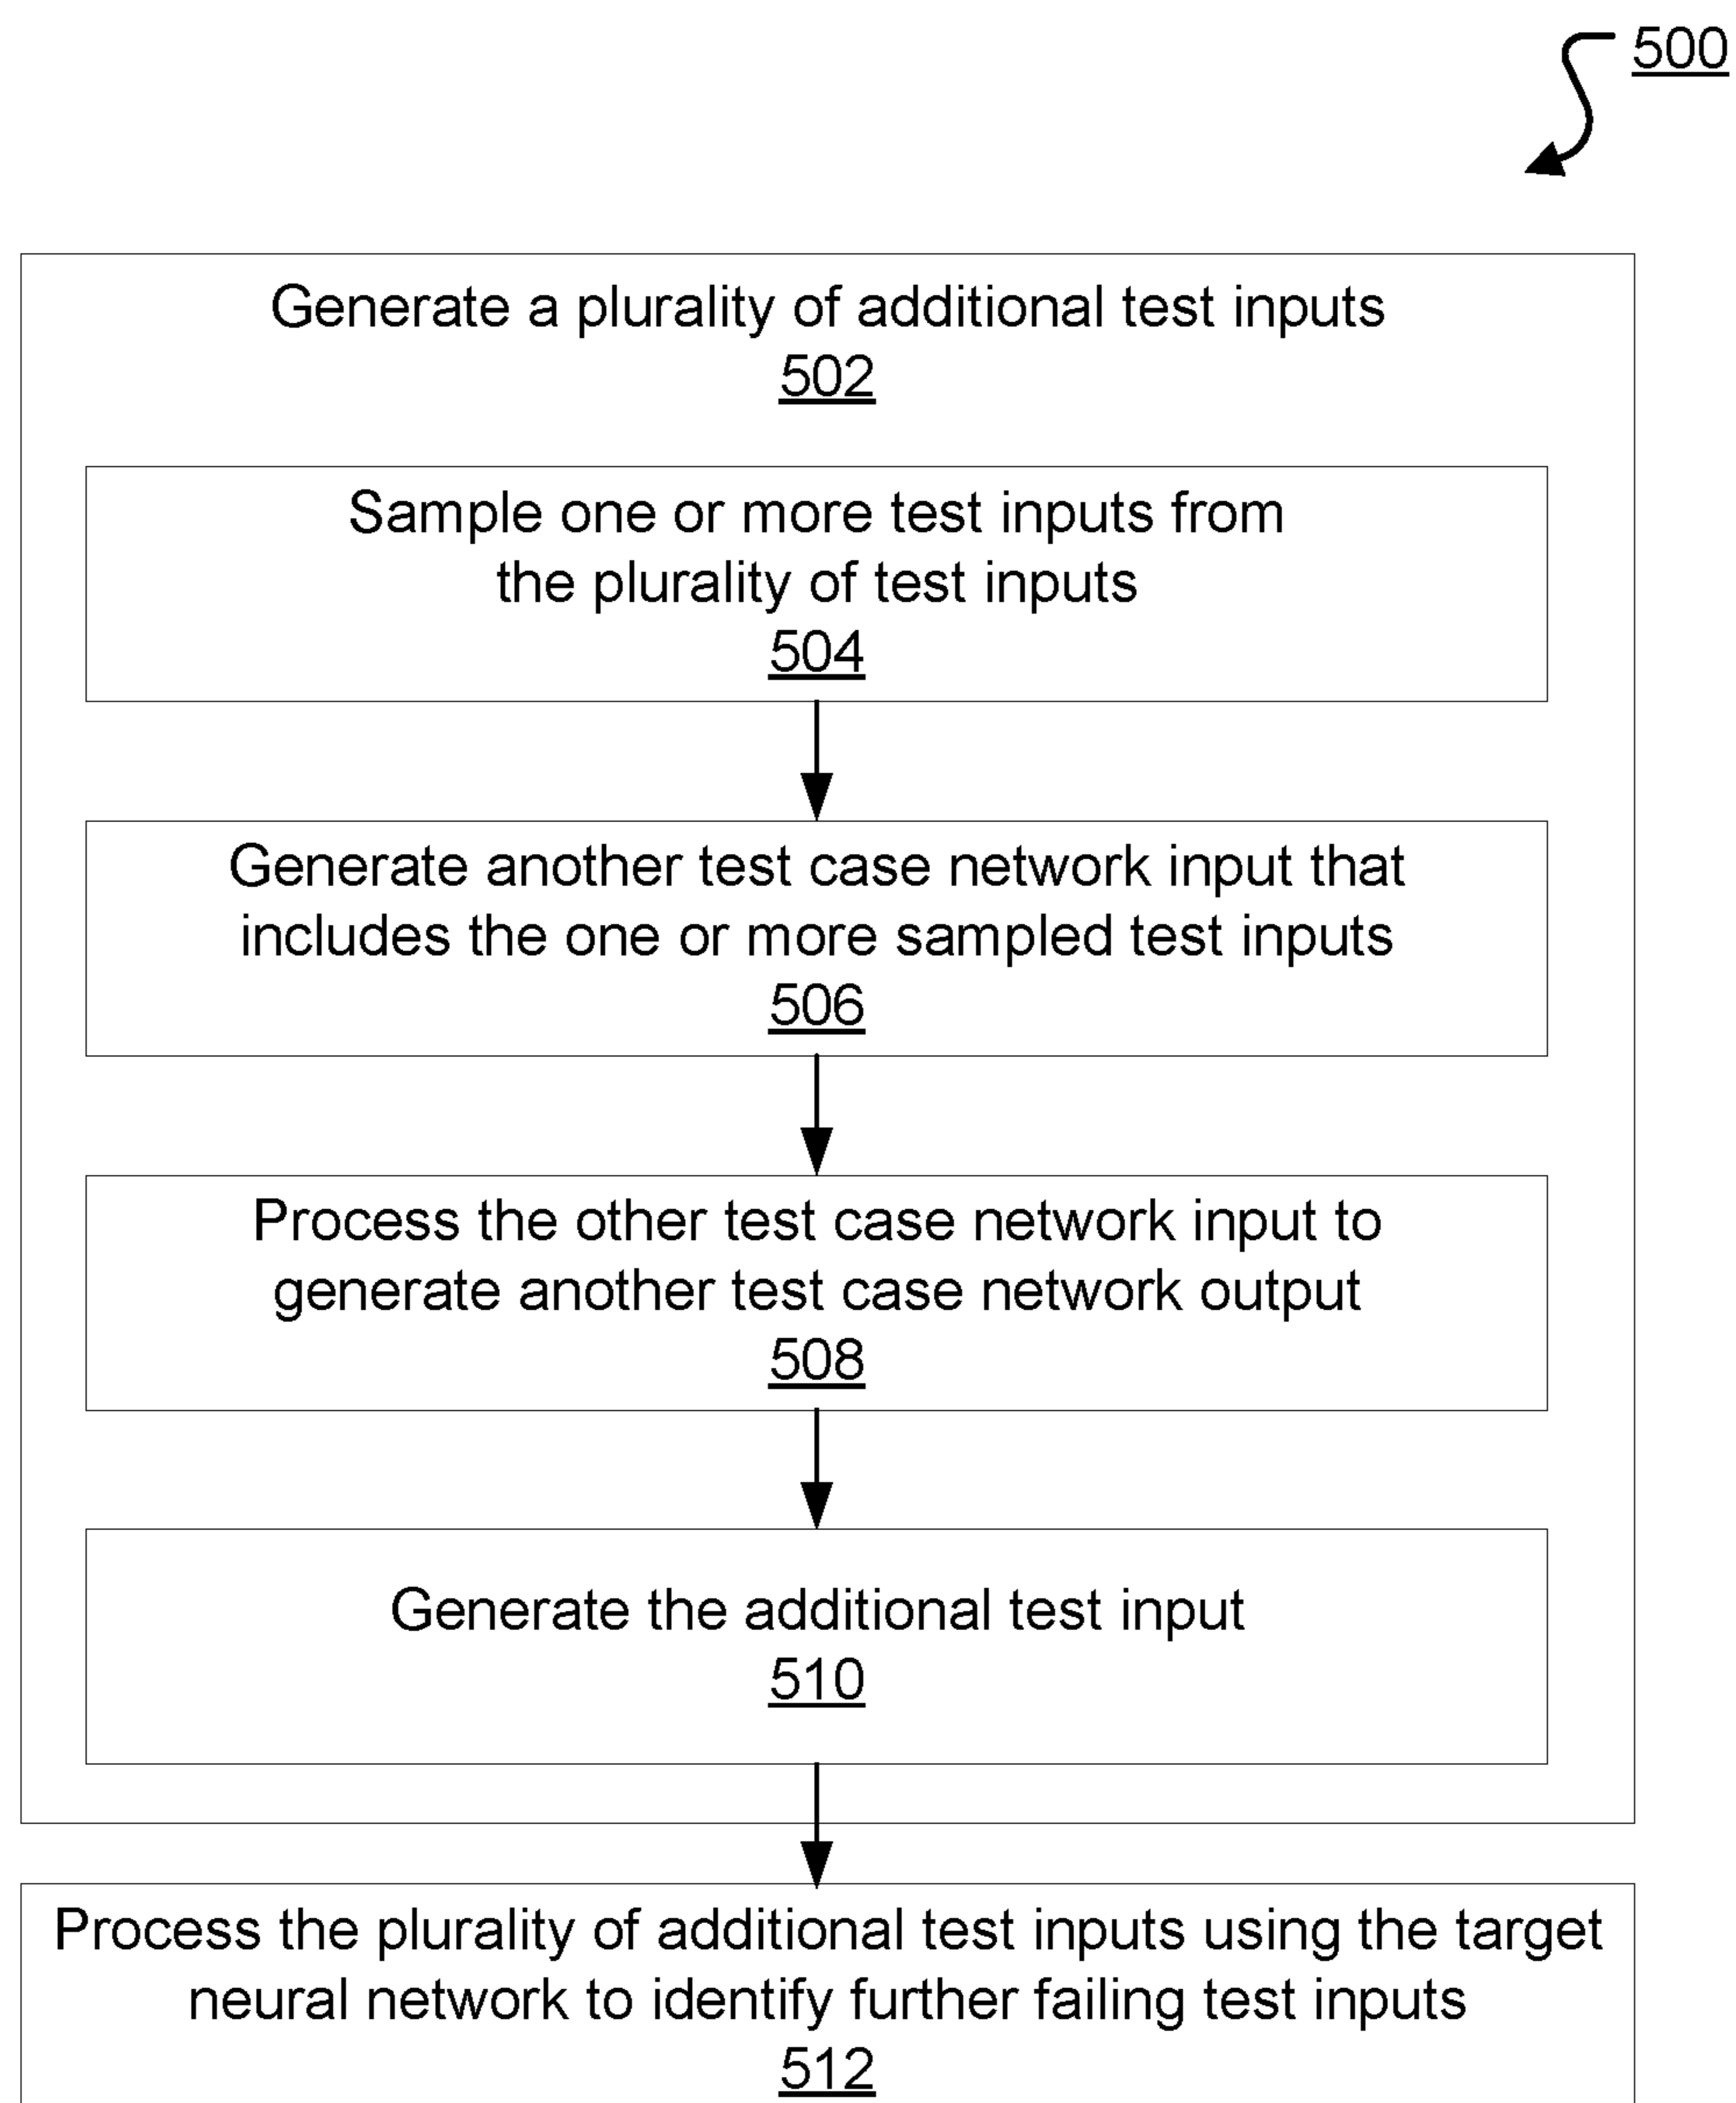 500
Generate a plurality of additional test inputs
502
Sample one or more test inputs from
the plurality of test inputs
504
Generate another test case network input that
includes the one or more sampled test inputs
506
Process the other test case network input to
generate another test case network output
508
Generate the additional test input
510
Process the plurality of additional test inputs using the target
neural network to identify further failing test inputs
512